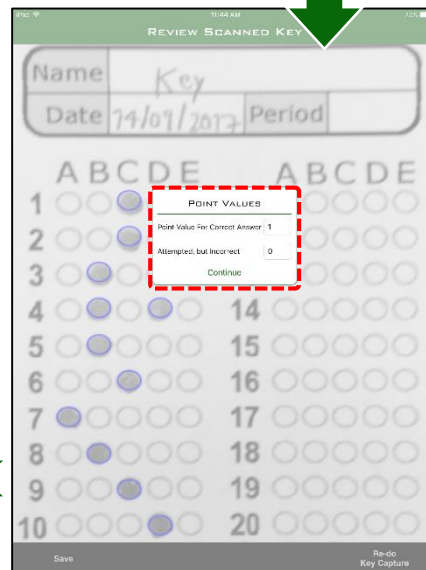 iPad 11:44 AM 72%
REVIEW SCANNED KEY
Name Key
Date 14/09/2017 Period
A B C D E A B C D E
1
2
3
4 14
5 15
6 16
7 17
8 18
9 19
10 20
POINT VALUES
Point Value For Correct Answer 1
Attempted, but Incorrect 0
Continue
Save
Re-do
Key Capture